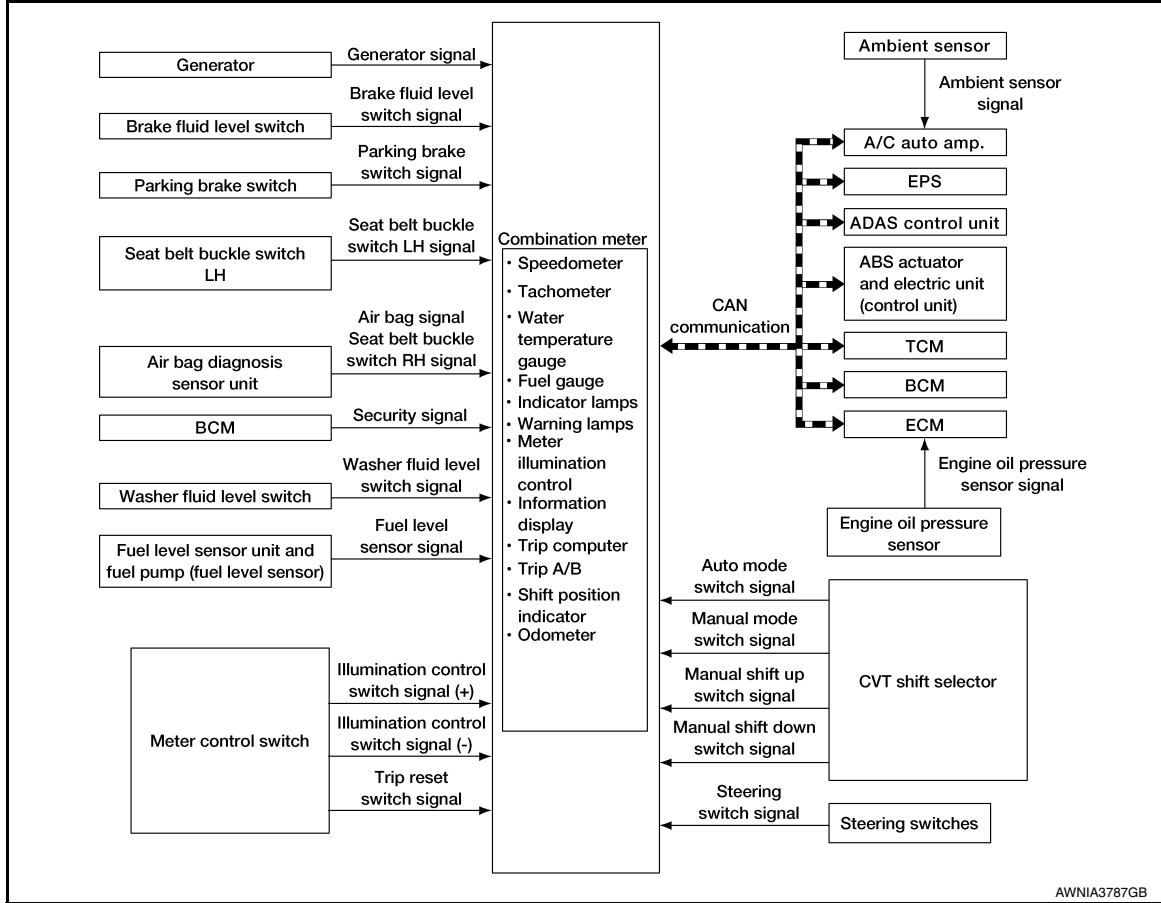 Generator
Generator signal
Brake fluid level switch
Brake fluid level
switch signal
Parking brake switch
Parking brake
switch signal
Seat belt buckle switch
LH
Seat belt buckle
switch LH signal
Air bag diagnosis
sensor unit
Air bag signal
Seat belt buckle
switch RH signal
BCM
Security signal
Washer fluid level switch
Washer fluid level
switch signal
Fuel level sensor unit and
fuel pump (fuel level sensor)
Fuel level
sensor signal
Meter control switch
Illumination control
switch signal (+)
Illumination control
switch signal (-)
Trip reset
switch signal
Combination meter
· Speedometer
· Tachometer
· Water
temperature
gauge
· Fuel gauge
· Indicator lamps
· Warning lamps
· Meter
illumination
control
· Information
display
· Trip computer
· Trip A/B
· Shift position
indicator
· Odometer
CAN
communication
Ambient sensor
Ambient sensor
signal
A/C auto amp.
EPS
ADAS control unit
ABS actuator
and electric unit
(control unit)
TCM
BCM
ECM
Engine oil pressure
sensor signal
Engine oil pressure
sensor
Auto mode
switch signal
Manual mode
switch signal
Manual shift up
switch signal
Manual shift down
switch signal
CVT shift selector
Steering
switch signal
Steering switches
AWNIA3787GB